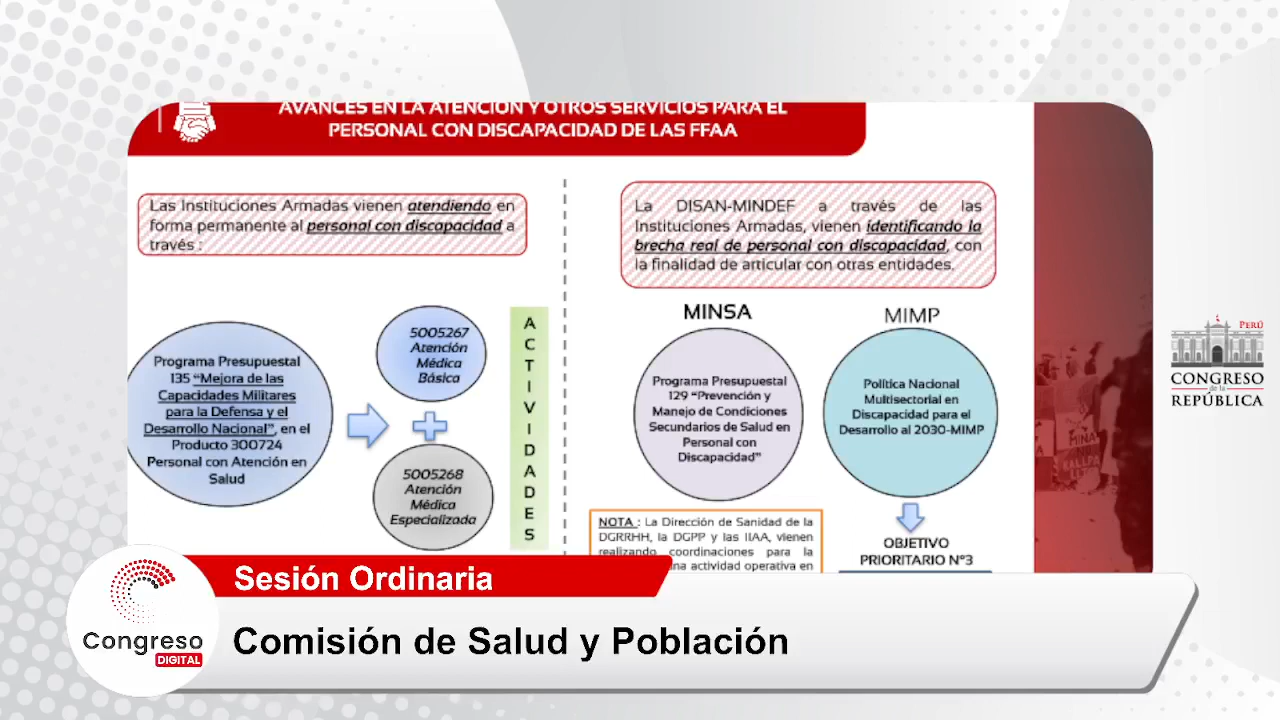 AVANCES EN LA ATENCIÓN Y OTROS SERVICIOS PARA EL
PERSONAL CON DISCAPACIDAD DE LAS FFAA
Las Instituciones Armadas vienen atendiendo en
forma permanente al personal con discapacidad a
través :
Programa Presupuestal
135 “Mejora de las
Capacidades Militares
para la Defensa y el
Desarrollo Nacional”, en el
Producto 300724
Personal con Atención en
Salud
5005267
Atención
Médica
Básica
5005268
Atención
Médica
Especializada
A
C
T
I
V
I
D
A
D
E
S
La DISAN-MINDEF a través de las
Instituciones Armadas, vienen identificando la
brecha real de personal con discapacidad, con
la finalidad de articular con otras entidades.
MINSA
Programa Presupuestal
129 “Prevención y
Manejo de Condiciones
Secundarios de Salud en
Personal con
Discapacidad”
MIMP
Política Nacional
Multisectorial en
Discapacidad para el
Desarrollo al 2030-MIMP
NOTA : La Dirección de Sanidad de la
DGRRHH, la DGPP y las IIAA, vienen
realizando coordinaciones para la
na actividad operativa en
OBJETIVO
PRIORITARIO N°3
PERÚ
CONGRESO
de la
REPÚBLICA
Sesión Ordinaria
Congreso
DIGITAL
Comisión de Salud y Población